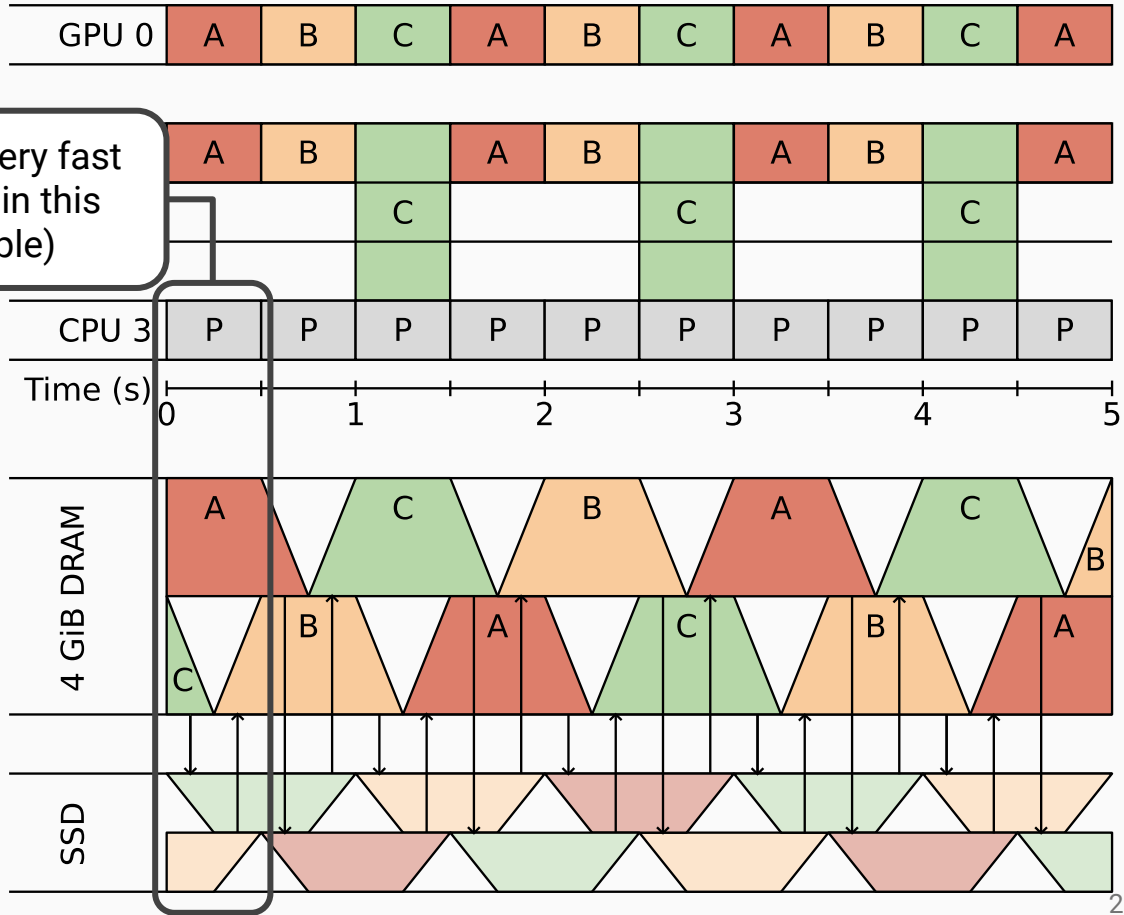 GPU 0 A B C A B C A B C A
ery fast
in this
ple)
A B A B A B A
C C C
CPU 3 P P P P P P P P P P
Time (s)
0 1 2 3 4 5
4 GiB DRAM
A C B A C B
B A C B A
C
SSD
2